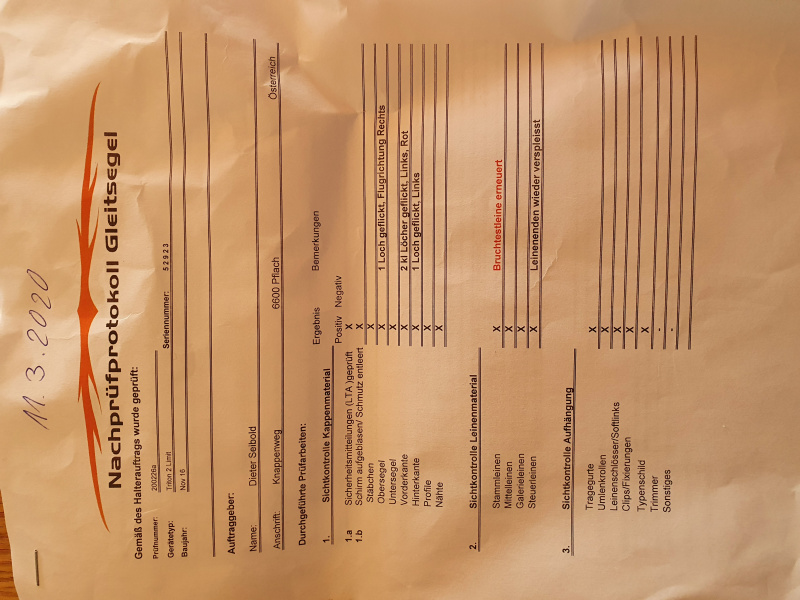 11.3.2020
Nachprüfprotokoll Gleitsegel
Gemäß des Halterauftrags wurde geprüft:
Prüfnummer: 200226a
Gerätetyp: Triton 2 Limit Seriennummer: 52923
Baujahr: Nov 16
Auftraggeber:
Name: Dieter Seibold
Anschrift: Knappenweg 6600 Pflach Österreich
Durchgeführte Prüfarbeiten:
Ergebnis Bemerkungen
1. Sichtkontrolle Kappenmaterial Positiv Negativ
1.a Sicherheitsmitteilungen (LTA )geprüft X
1.b Schirm aufgeblasen/ Schmutz entleert X
Stäbchen X
Obersegel X 1 Loch geflickt, Flugrichtung Rechts
Untersegel X
Vorderkante X 2 kl Löcher geflickt, Links, Rot
Hinterkante X 1 Loch geflickt, Links
Profile X
Nähte X
2. Sichtkontrolle Leinenmaterial
Stammleinen X Bruchtestleine erneuert
Mittelleinen X
Galerieleinen X
Steuerleinen X Leinenenden wieder verspleisst
3. Sichtkontrolle Aufhängung
Tragegurte X
Umlenkrollen X
Leinenschlösser/Softlinks X
Clips/Fixierungen X
Typenschild X
Trimmer -
Sonstiges -